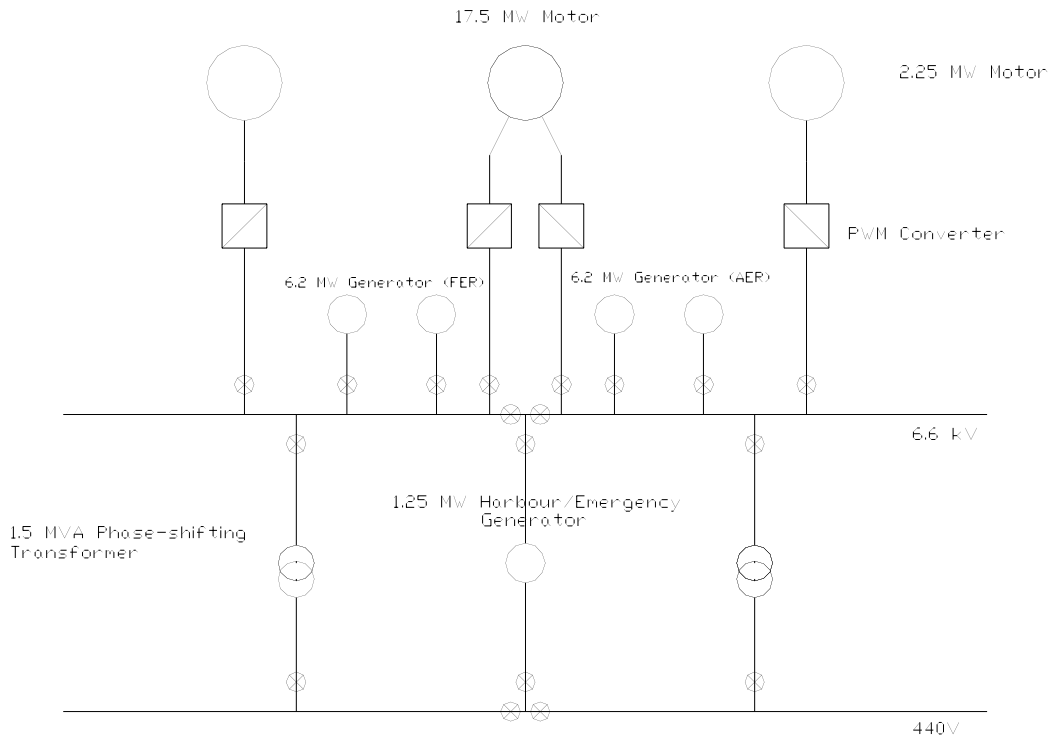 17.5 MW Motor
2.25 MW Motor
PWM Converter
6.2 MW Generator (FER)
6.2 MW Generator (AER)
6.6 kV
1.25 MW Harbour/Emergency
Generator
1.5 MVA Phase-shifting
Transformer
440V